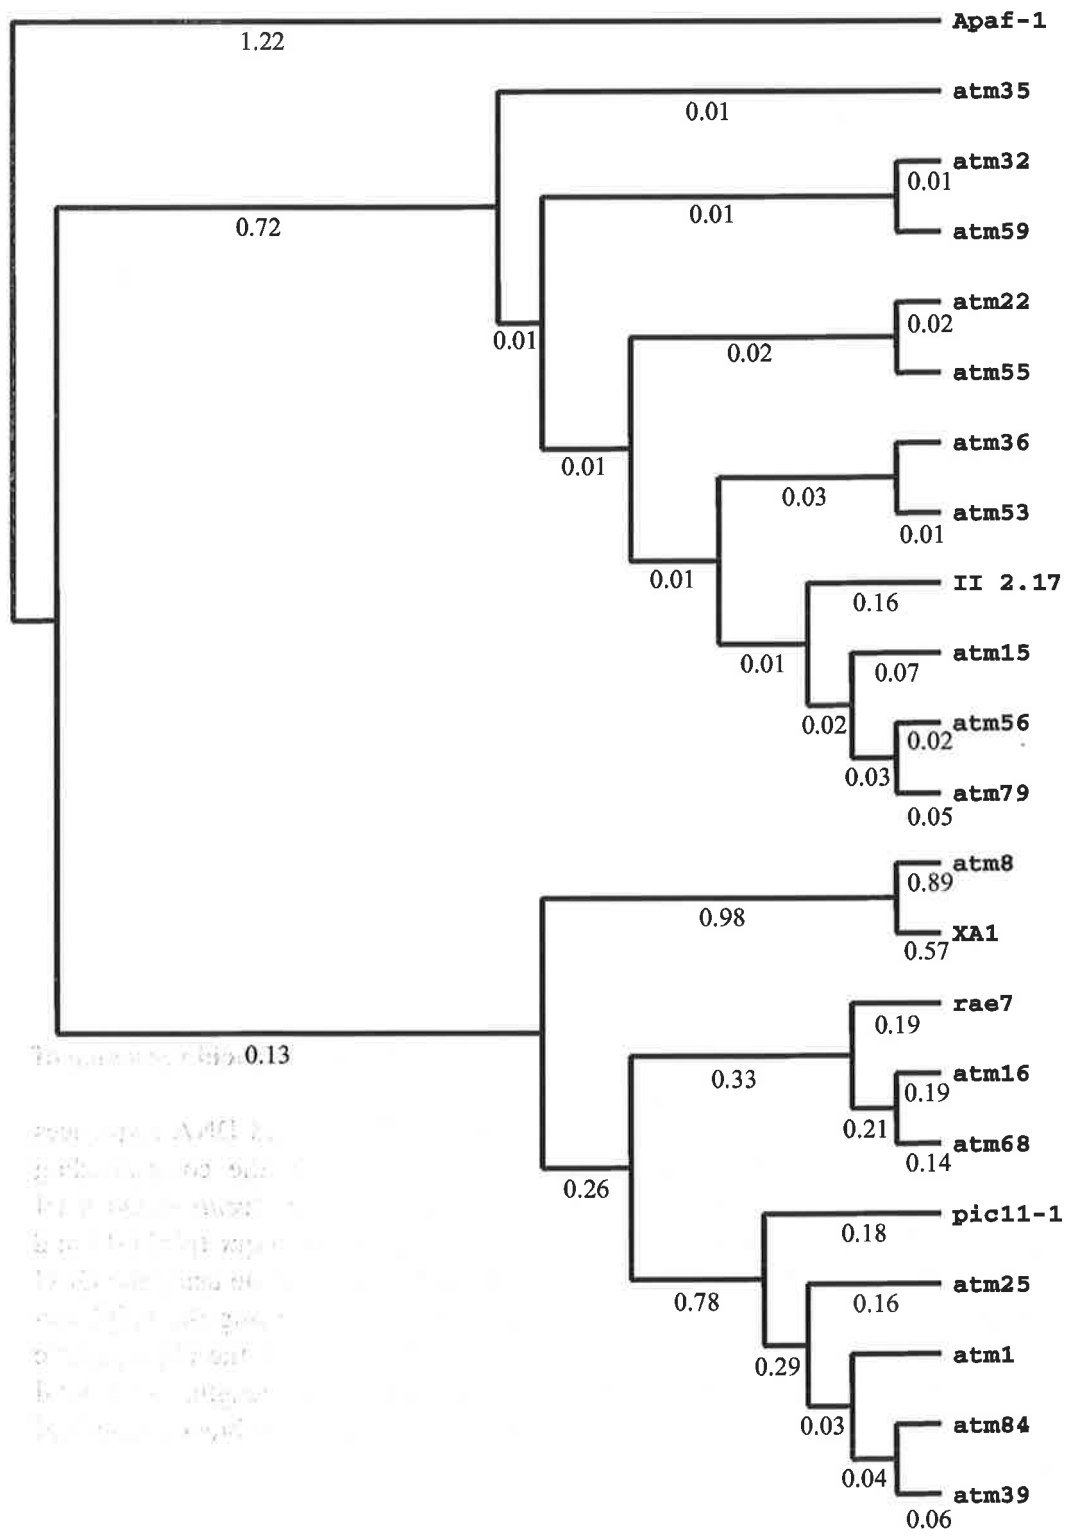 Apaf-1
1.22
atm35
0.01
atm32
0.01
0.01
0.72
atm59
atm22
0.02
0.01
0.02
atm55
atm36
0.01
0.03
atm53
0.01
0.01
II 2.17
0.16
atm15
0.01
0.07
atm56
0.02
0.02
0.03
atm79
0.05
atm8
0.89
0.98
XA1
0.57
rae7
0.19
0.13
atm16
0.33
0.19
0.21
atm68
0.14
0.26
pic11-1
0.18
atm25
0.78
0.16
atm1
0.29
atm84
0.03
0.04
atm39
0.06